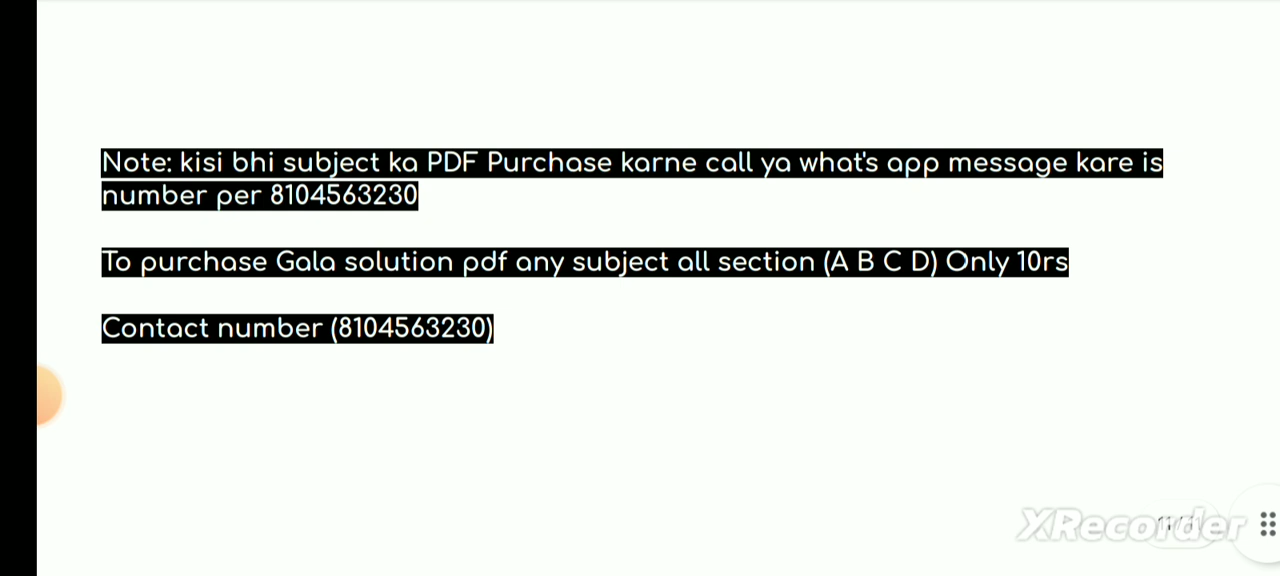 Note: kisi bhi subject ka PDF Purchase karne call ya what's app message kare is
number per 8104563230
To purchase Gala solution pdf any subject all section (A B C D) Only 10rs
Contact number (8104563230)
XRecorder